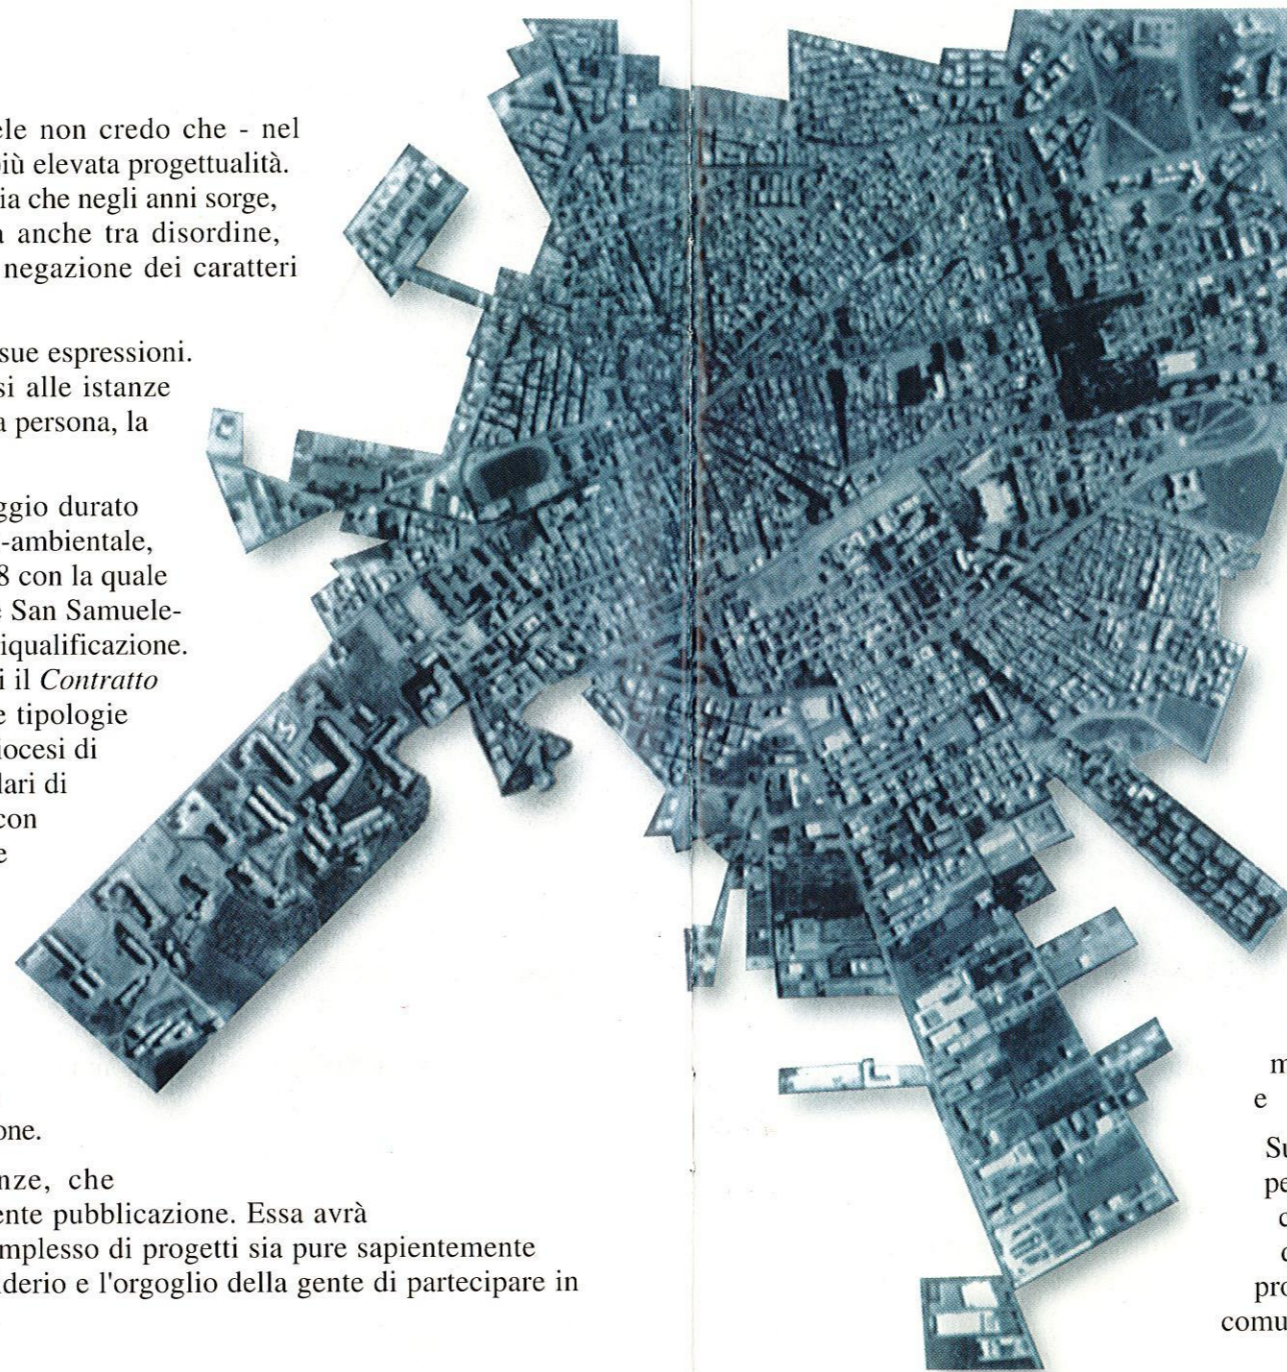 ele non credo che - nel
più elevata progettualità.
ia che negli anni sorge,
a anche tra disordine,
negazione dei caratteri
sue espressioni.
si alle istanze
a persona, la
ggio durato
-ambientale,
8 con la quale
e San Samuele-
iqualificazione.
i il Contratto
e tipologie
iocesi di
lari di
con
e
one.
nze, che
ente pubblicazione. Essa avrà
mplesso di progetti sia pure sapientemente
iderio e l'orgoglio della gente di partecipare in
m
e
Su
pe
c
pro
comu